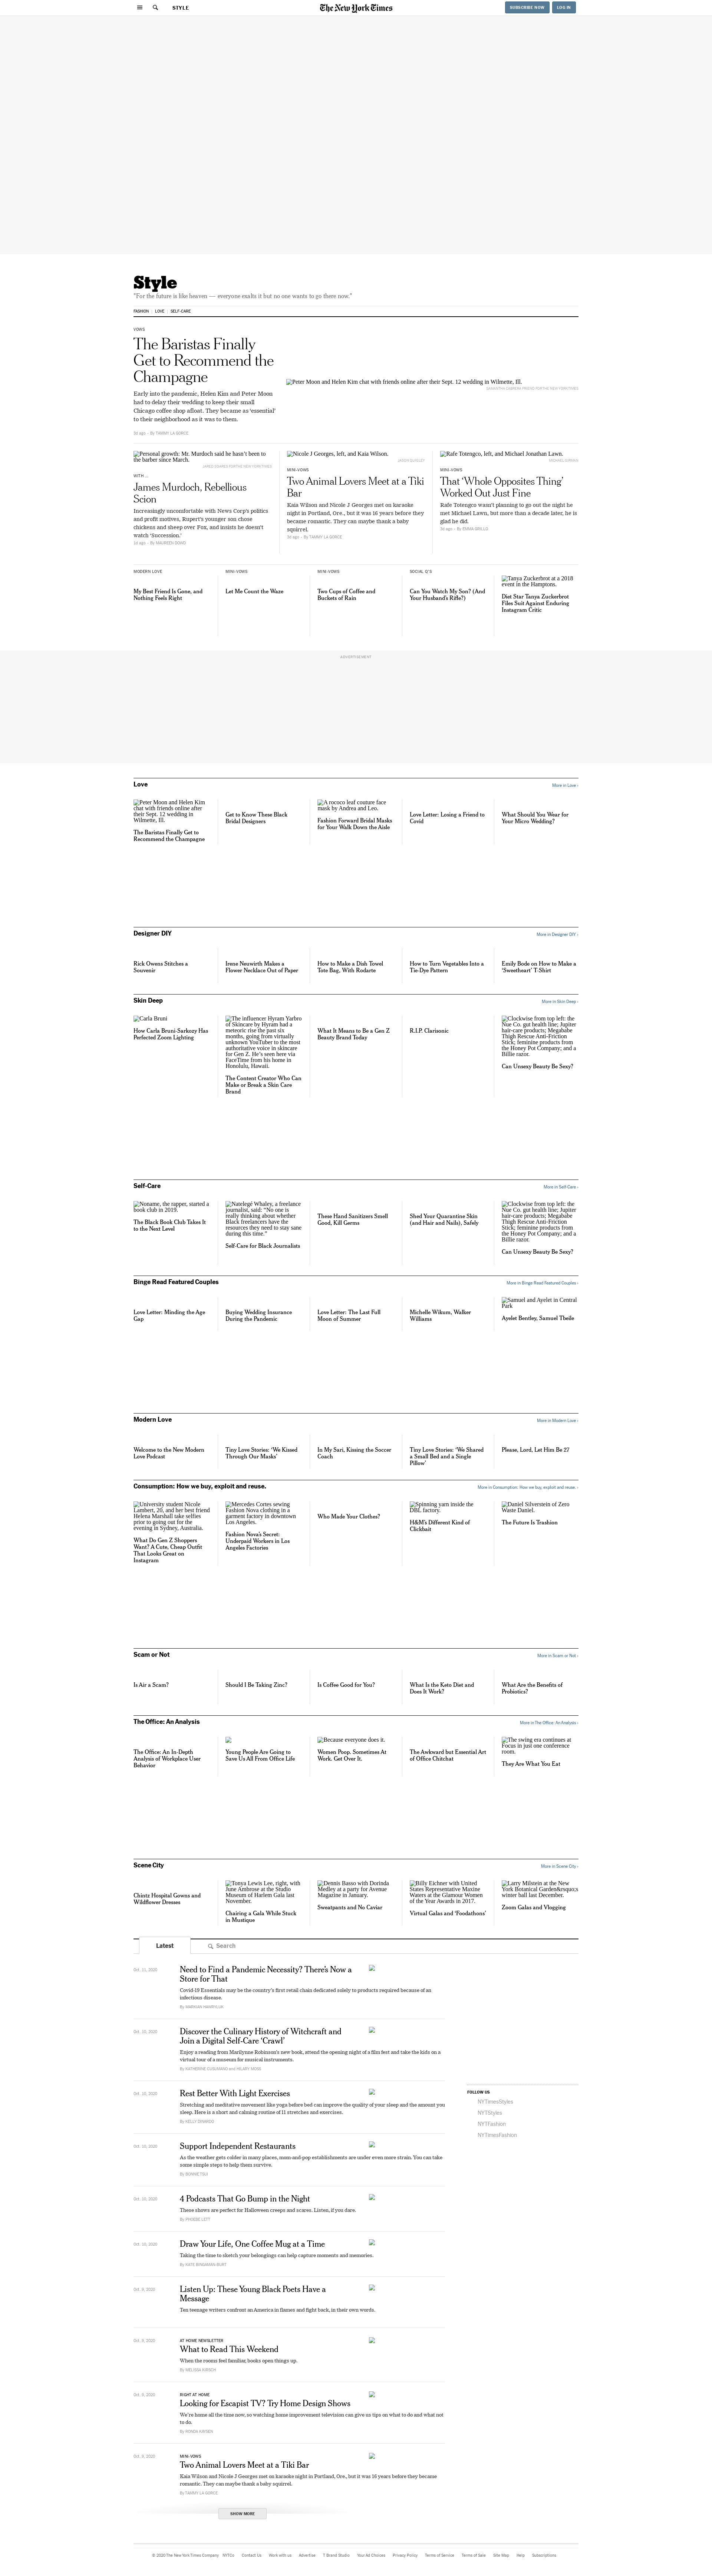 STYLE
The New York Times
SUBSCRIBE NOW
LOG IN
Style
"For the future is like heaven — everyone exalts it but no one wants to go there now."
FASHION
LOVE
SELF-CARE
VOWS
The Baristas Finally
Get to Recommend the
Champagne
Early into the pandemic, Helen Kim and Peter Moon
had to delay their wedding to keep their small
Chicago coffee shop afloat. They became as 'essential'
to their neighborhood as it was to them.
3d ago · By TAMMY LA GORCE
Peter Moon and Helen Kim chat with friends online after their Sept. 12 wedding in Wilmette, Ill.
Personal growth: Mr. Murdoch said he hasn't been to
the barber since March.
WITH ...
James Murdoch, Rebellious
Scion
Increasingly uncomfortable with News Corp's politics
and profit motives, Rupert's younger son chose
chickens and sheep over Fox, and insists he doesn't
watch 'Succession.'
1d ago · By MAUREEN DOWD
Nicole J Georges, left, and Kaia Wilson.
MINI-VOWS
Two Animal Lovers Meet at a Tiki
Bar
Kaia Wilson and Nicole J Georges met on karaoke
night in Portland, Ore., but it was 16 years before they
became romantic. They can maybe thank a baby
squirrel.
3d ago · By TAMMY LA GORCE
Rafe Totengco, left, and Michael Jonathan Lawn.
MINI-VOWS
That 'Whole Opposites Thing'
Worked Out Just Fine
Rafe Totengco wasn't planning to go out the night he
met Michael Lawn, but more than a decade later, he is
glad he did.
3d ago · By EMMA GRILLO
MODERN LOVE
My Best Friend Is Gone, and
Nothing Feels Right
MINI-VOWS
Let Me Count the Ways
MINI-VOWS
Two Cups of Coffee and
Buckets of Rain
SOCIAL Q'S
Can You Watch My Son? (And
Your Husband's Rifle?)
Tanya Zuckerbrot at a 2018
event in the Hamptons.
Diet Star Tanya Zuckerbrot
Files Suit Against Enduring
Instagram Critic
ADVERTISEMENT
Love
More in Love ›
Peter Moon and Helen Kim
chat with friends online after
their Sept. 12 wedding in
Wilmette, Ill.
The Baristas Finally Get to
Recommend the Champagne
Get to Know These Black
Bridal Designers
A rococo leaf couture face
mask by Andrea and Leo.
Fashion Forward Bridal Masks
for Your Walk Down the Aisle
Love Letter: Losing a Friend to
Covid
What Should You Wear for
Your Micro Wedding?
Designer DIY
More in Designer DIY ›
Rick Owens Stitches a
Souvenir
Irene Neuwirth Makes a
Flower Necklace Out of Paper
How to Make a Dish Towel
Tote Bag, With Rodarte
How to Turn Vegetables Into a
Tie-Dye Pattern
Emily Bode on How to Make a
'Sweetheart' T-Shirt
Skin Deep
More in Skin Deep ›
Carla Bruni
How Carla Bruni-Sarkozy Has
Perfected Zoom Lighting
The influencer Hyram Yarbro
of Skincare by Hyram had a
meteoric rise the past six
months, going from virtually
unknown YouTuber to the most
authoritative voice in skincare
for Gen Z. He's seen here via
FaceTime from his home in
Honolulu, Hawaii.
The Content Creator Who Can
Make or Break a Skin Care
Brand
What It Means to Be a Gen Z
Beauty Brand Today
R.I.P. Clarisonic
Clockwise from top left: the
Nue Co. gut health line; Jupiter
hair-care products; Megababe
Thigh Rescue Anti-Friction
Stick; feminine products from
the Honey Pot Company; and a
Billie razor.
Can Unsexy Beauty Be Sexy?
Self-Care
More in Self-Care ›
Noname, the rapper, started a
book club in 2019.
The Black Book Club Takes It
to the Next Level
Natelegé Whaley, a freelance
journalist, said: "No one is
really thinking about whether
Black freelancers have the
resources they need to stay sane
during this time."
Self-Care for Black Journalists
These Hand Sanitizers Smell
Good, Kill Germs
Shed Your Quarantine Skin
(and Hair and Nails), Safely
Clockwise from top left: the
Nue Co. gut health line; Jupiter
hair-care products; Megababe
Thigh Rescue Anti-Friction
Stick; feminine products from
the Honey Pot Company; and a
Billie razor.
Can Unsexy Beauty Be Sexy?
Binge Read Featured Couples
More in Binge Read Featured Couples ›
Love Letter: Minding the Age
Gap
Buying Wedding Insurance
During the Pandemic
Love Letter: The Last Full
Moon of Summer
Michelle Wikum, Walker
Williams
Samuel and Ayelet in Central
Park
Ayelet Bentley, Samuel Tbeile
Modern Love
More in Modern Love ›
Welcome to the New Modern
Love Podcast
Tiny Love Stories: 'We Kissed
Through Our Masks'
In My Sari, Kissing the Soccer
Coach
Tiny Love Stories: 'We Shared
a Small Bed and a Single
Pillow'
Please, Lord, Let Him Be 27
Consumption: How we buy, exploit and reuse.
More in Consumption: How we buy, exploit and reuse. ›
University student Nicole
Lambert, 20, and her best friend
Helena Marshall take selfies
prior to going out for the
evening in Sydney, Australia.
What Do Gen Z Shoppers
Want? A Cute, Cheap Outfit
That Looks Great on
Instagram
Mercedes Cortes sewing
Fashion Nova clothing in a
garment factory in downtown
Los Angeles.
Fashion Nova's Secret:
Underpaid Workers in Los
Angeles Factories
Who Made Your Clothes?
Spinning yarn inside the
DBL factory.
H&M's Different Kind of
Clickbait
Daniel Silverstein of Zero
Waste Daniel.
The Future Is Trashion
Scam or Not
More in Scam or Not ›
Is Air a Scam?
Should I Be Taking Zinc?
Is Coffee Good for You?
What Is the Keto Diet and
Does It Work?
What Are the Benefits of
Probiotics?
The Office: An Analysis
More in The Office: An Analysis ›
The Office: An In-Depth
Analysis of Workplace User
Behavior
Young People Are Going to
Save Us All From Office Life
Because everyone does it.
Women Poop. Sometimes At
Work. Get Over It.
The Awkward but Essential Art
of Office Chitchat
The swing era continues at
Focus in just one conference
room.
They Are What You Eat
Scene City
More in Scene City ›
Chintz Hospital Gowns and
Wildflower Dresses
Tonya Lewis Lee, right, with
June Ambrose at the Studio
Museum of Harlem Gala last
November.
Chairing a Gala While Stuck
in Mustique
Dennis Basso with Dorinda
Medley at a party for Avenue
Magazine in January.
Sweatpants and No Caviar
Billy Eichner with United
States Representative Maxine
Waters at the Glamour Women
of the Year Awards in 2017.
Virtual Galas and 'Foodathons'
Larry Milstein at the New
York Botanical Garden&rsquo;s
winter ball last December.
Zoom Galas and Vlogging
Latest
Search
Oct. 11, 2020
Need to Find a Pandemic Necessity? There's Now a
Store for That
Covid-19 Essentials may be the country's first retail chain dedicated solely to products required because of an
infectious disease.
Oct. 10, 2020
Discover the Culinary History of Witchcraft and
Join a Digital Self-Care 'Crawl'
Enjoy a reading from Marilynne Robinson's new book, attend the opening night of a film fest and take the kids on a
virtual tour of a museum for musical instruments.
Oct. 10, 2020
Rest Better With Light Exercises
Stretching and meditative movement like yoga before bed can improve the quality of your sleep and the amount you
sleep. Here is a short and calming routine of 11 stretches and exercises.
By KELLY DINARDO
Oct. 10, 2020
Support Independent Restaurants
As the weather gets colder in many places, mom-and-pop establishments are under even more strain. You can take
some simple steps to help them survive.
By BONNIE TSUI
Oct. 10, 2020
4 Podcasts That Go Bump in the Night
These shows are perfect for Halloween creeps and scares. Listen, if you dare.
By PHOEBE LETT
Oct. 10, 2020
Draw Your Life, One Coffee Mug at a Time
Taking the time to sketch your belongings can help capture moments and memories.
By KATE BINGAMAN-BURT
Oct. 9, 2020
Listen Up: These Young Black Poets Have a
Message
Ten teenage writers confront an America in flames and fight back, in their own words.
Oct. 9, 2020
AT HOME NEWSLETTER
What to Read This Weekend
When the rooms feel familiar, books open things up.
By MELISSA KIRSCH
Oct. 9, 2020
RIGHT AT HOME
Looking for Escapist TV? Try Home Design Shows
We're home all the time now, so watching home improvement television can give us tips on what to do and what not
to do.
By RONDA KAYSEN
Oct. 9, 2020
MINI-VOWS
Two Animal Lovers Meet at a Tiki Bar
Kaia Wilson and Nicole J Georges met on karaoke night in Portland, Ore., but it was 16 years before they became
romantic. They can maybe thank a baby squirrel.
By TAMMY LA GORCE
SHOW MORE
FOLLOW US
NYTimesStyles
NYTStyles
NYTFashion
NYTimesFashion
© 2020 The New York Times Company
NYTCo
Contact Us
Work with us
Advertise
T Brand Studio
Your Ad Choices
Privacy Policy
Terms of Service
Terms of Sale
Site Map
Help
Subscriptions